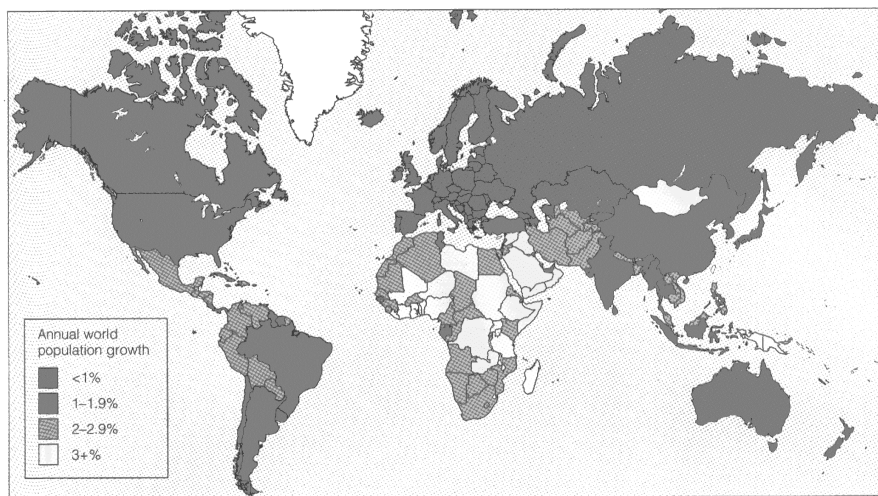 Annual world
population growth
<1%
1–1.9%
2–2.9%
3+%